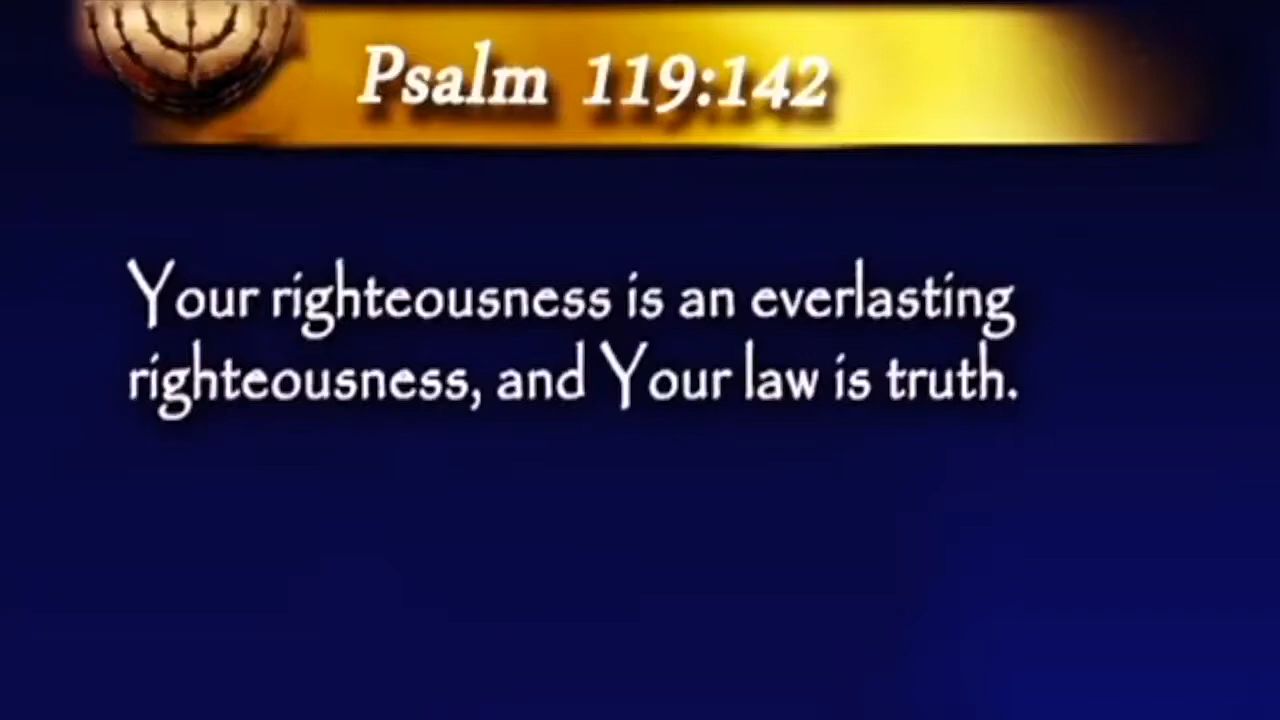 Psalm 119:142
Your righteousness is an everlasting
righteousness, and Your law is truth.